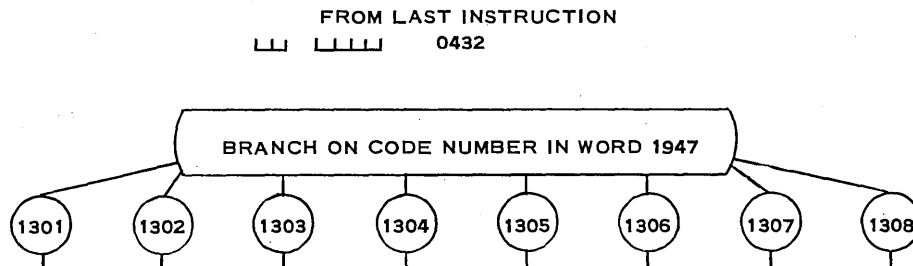 FROM LAST INSTRUCTION
0432
BRANCH ON CODE NUMBER IN WORD 1947
1301 1302 1303 1304 1305 1306 1307 1308